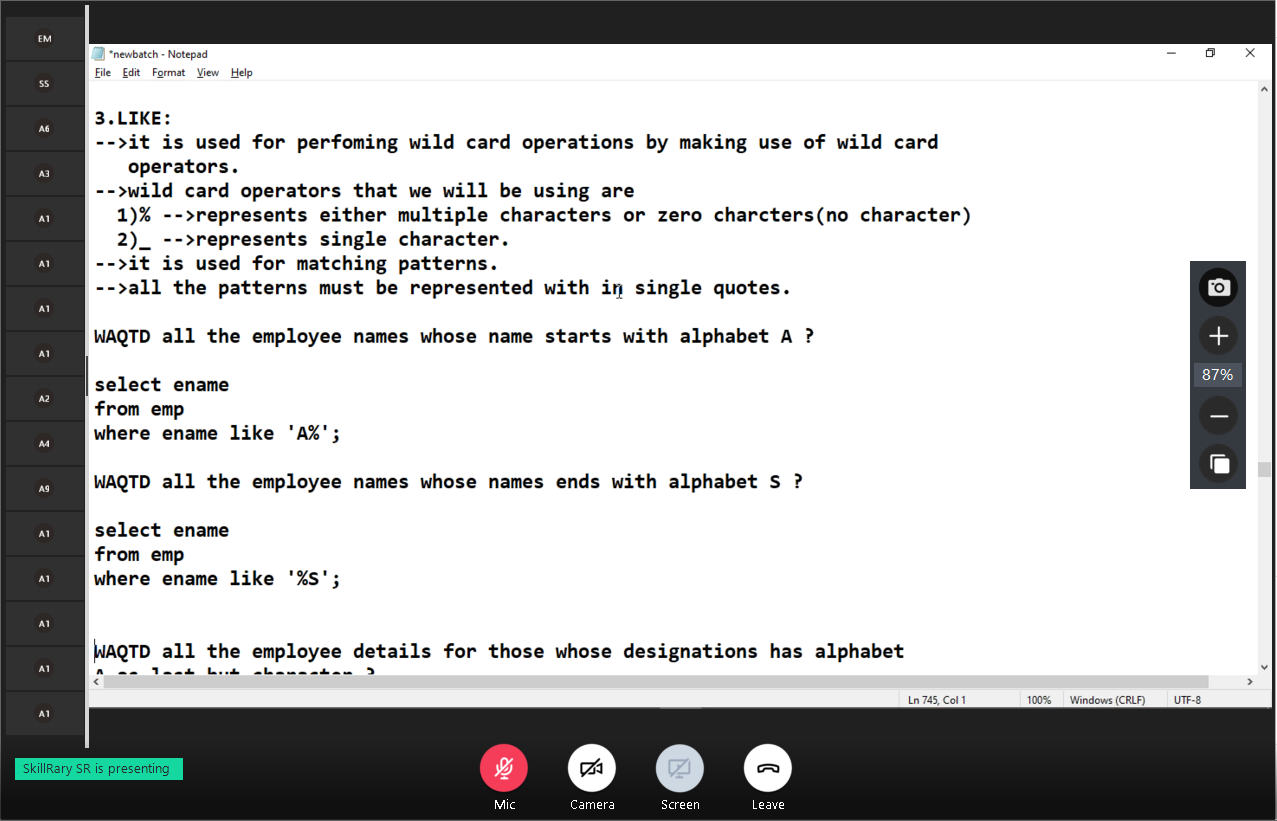 EM
SS
A6
A3
A1
A1
A1
A1
A2
A4
A9
A1
A1
A1
A1
A1
*newbatch - Notepad
File Edit Format View Help
3.LIKE:
-->it is used for perfoming wild card operations by making use of wild card
operators.
-->wild card operators that we will be using are
1)% -->represents either multiple characters or zero charcters(no character)
2)_ -->represents single character.
-->it is used for matching patterns.
-->all the patterns must be represented with in single quotes.
WAQTD all the employee names whose name starts with alphabet A ?
select ename
from emp
where ename like 'A%';
WAQTD all the employee names whose names ends with alphabet S ?
select ename
from emp
where ename like '%S';
WAQTD all the employee details for those whose designations has alphabet
A as last but character ?
Ln 745, Col 1 100% Windows (CRLF) UTF-8
87%
SkillRary SR is presenting
Mic Camera Screen Leave